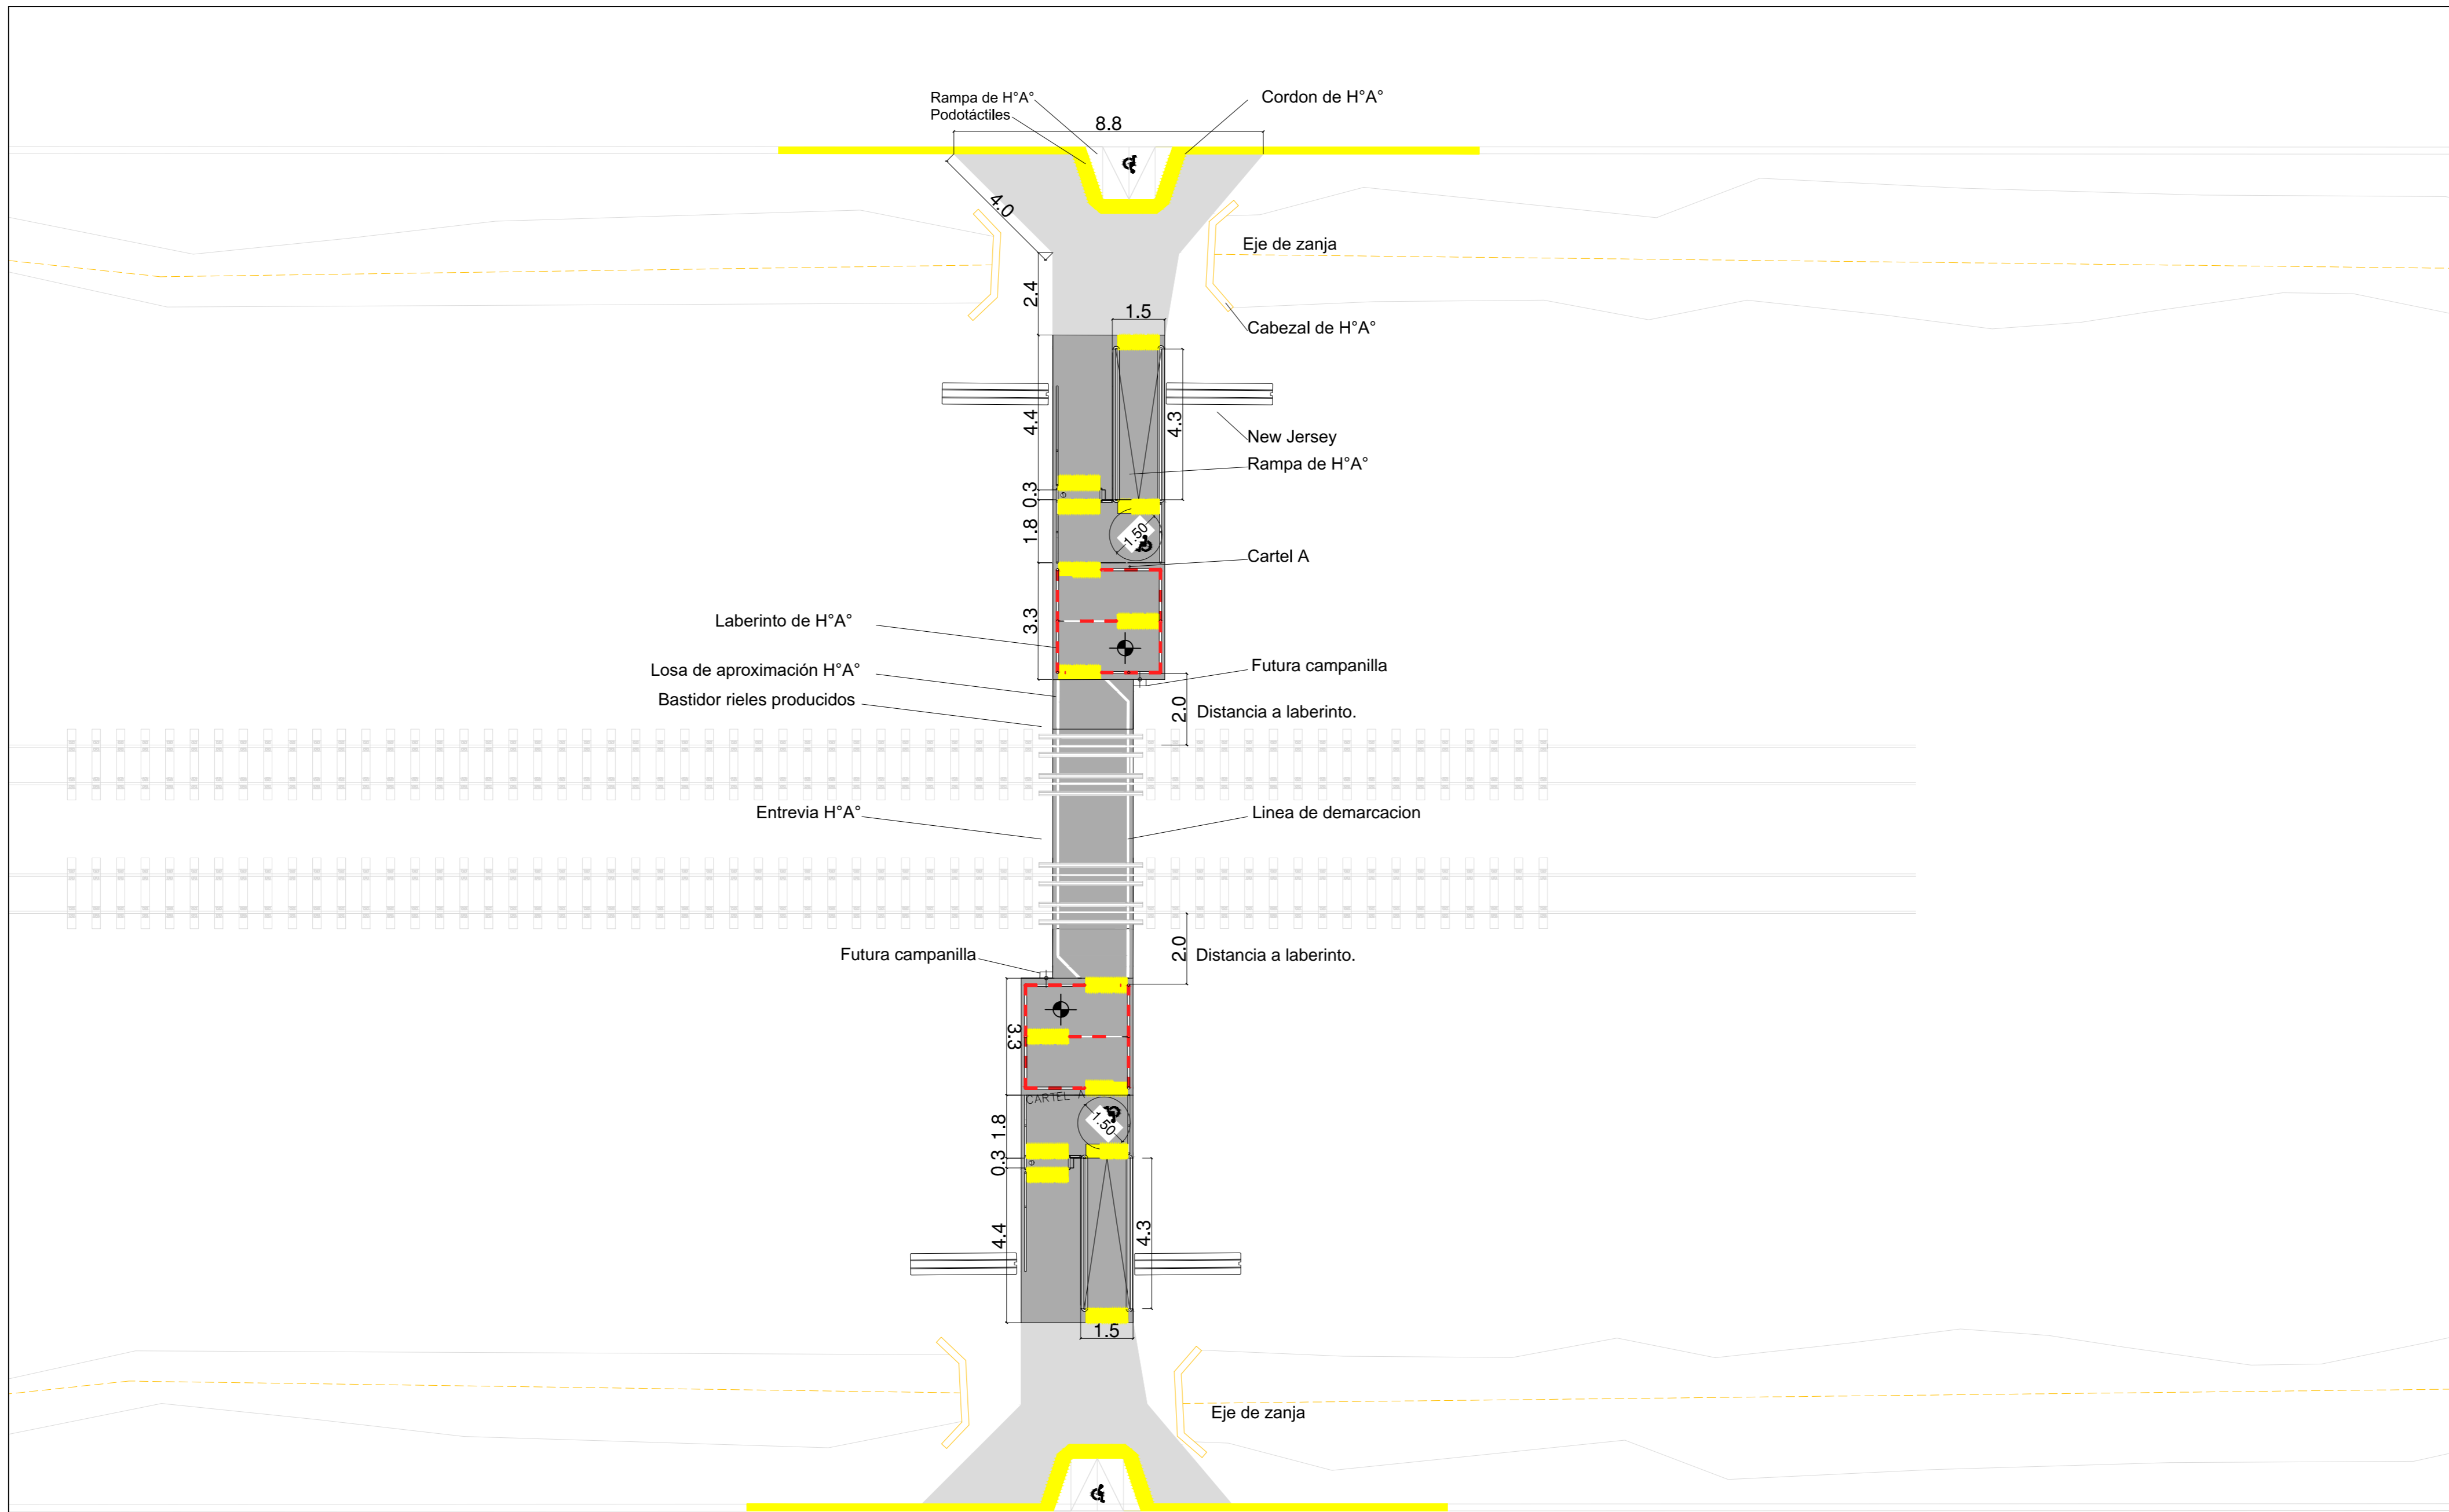 Rampa de H°A°
Podotáctiles
Cordon de H°A°
8.8
4.0
Eje de zanja
2.4
1.5
Cabezal de H°A°
4.4
4.3
New Jersey
Rampa de H°A°
0.3
1.8
1.50
Cartel A
3.3
Laberinto de H°A°
Losa de aproximación H°A°
Futura campanilla
Bastidor rieles producidos
2.0
Distancia a laberinto.
Entrevia H°A°
Linea de demarcacion
Futura campanilla
2.0
Distancia a laberinto.
3.3
CARTEL A
1.8
1.50
0.3
4.4
4.3
1.5
Eje de zanja